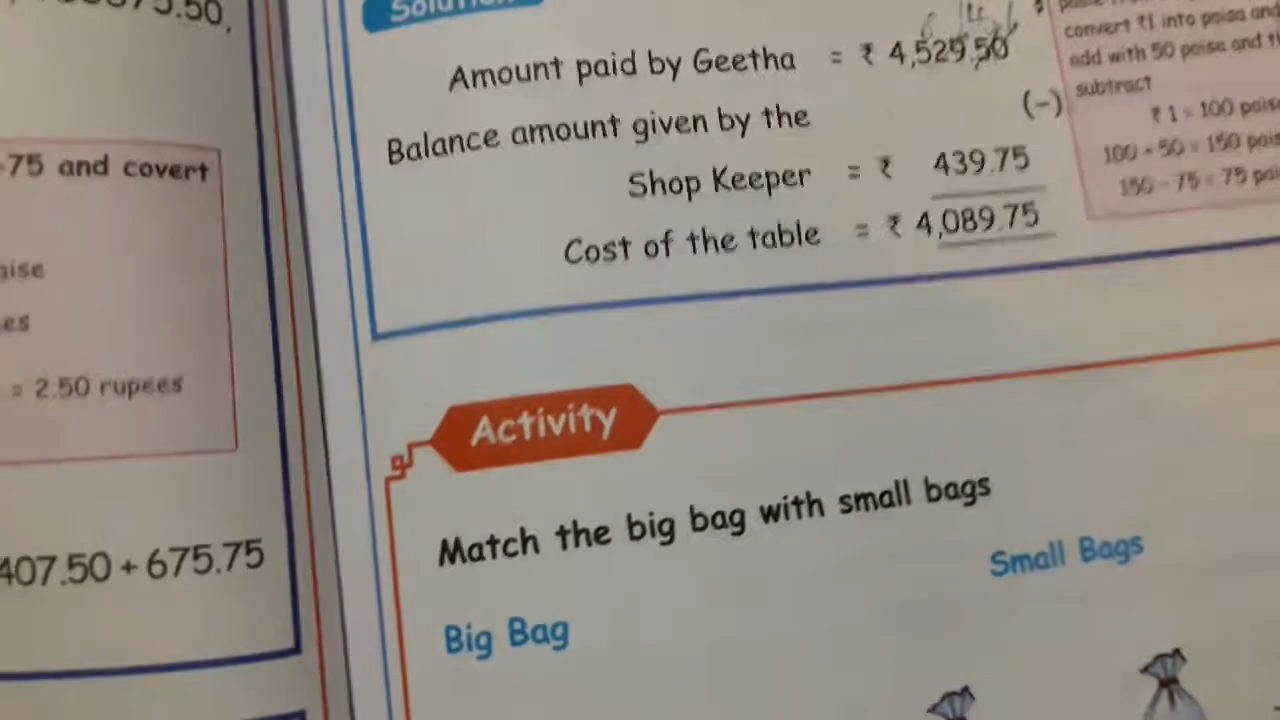 75.50,
-75 and covert
aise
es
= 2.50 rupees
407.50 + 675.75
Solution
Amount paid by Geetha = ₹ 4,529.50
Balance amount given by the (-)
Shop Keeper = ₹ 439.75
Cost of the table = ₹ 4,089.75
convert ₹1 into paisa and
add with 50 paisa and
subtract
₹ 1 = 100 paise
100 + 50 = 150 pais
150 - 75 = 75 pai
Activity
Match the big bag with small bags
Small Bags
Big Bag